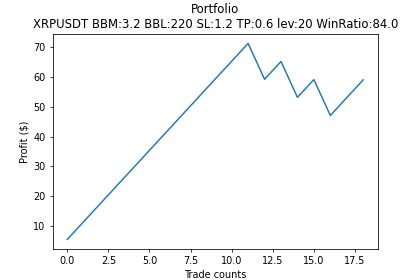 Portfolio
XRPUSDT BBM:3.2 BBL:220 SL:1.2 TP:0.6 lev:20 WinRatio:84.0
70
60
50
40
30
20
10
Profit ($)
0.0 2.5 5.0 7.5 10.0 12.5 15.0 17.5
Trade counts